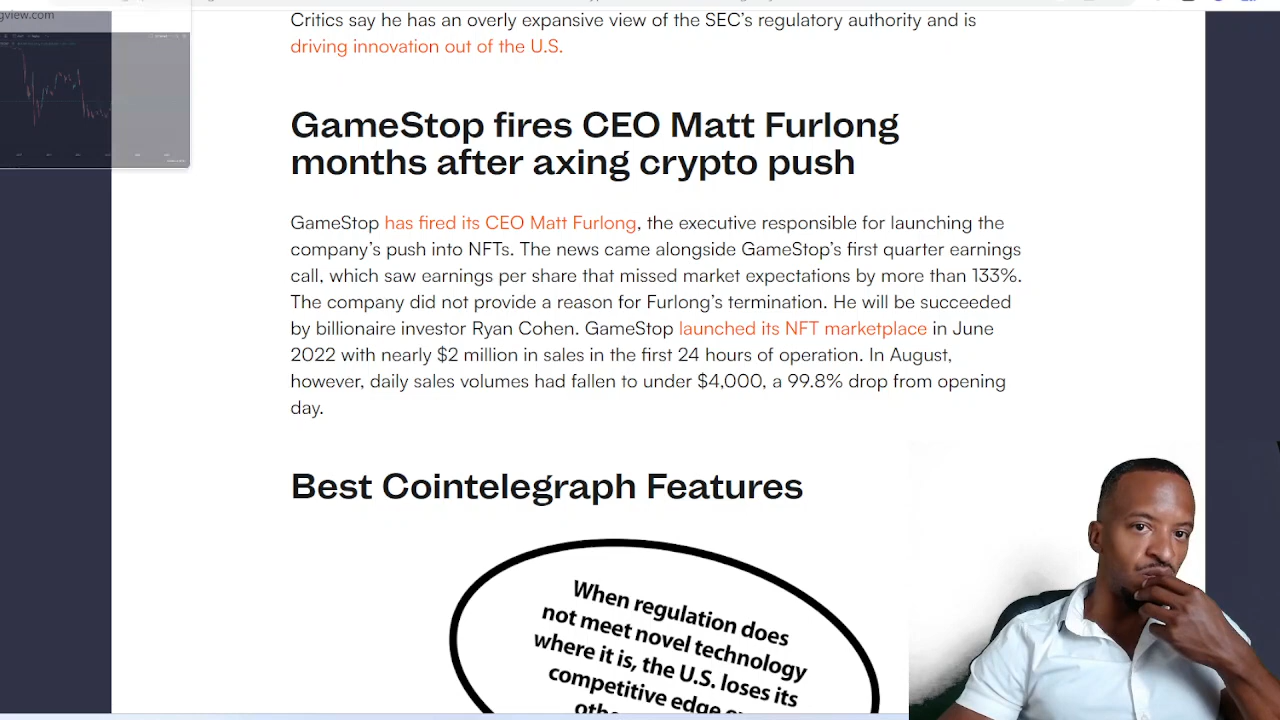 gview.com
Critics say he has an overly expansive view of the SEC's regulatory authority and is
driving innovation out of the U.S.
GameStop fires CEO Matt Furlong
months after axing crypto push
GameStop has fired its CEO Matt Furlong, the executive responsible for launching the
company's push into NFTs. The news came alongside GameStop's first quarter earnings
call, which saw earnings per share that missed market expectations by more than 133%.
The company did not provide a reason for Furlong's termination. He will be succeeded
by billionaire investor Ryan Cohen. GameStop launched its NFT marketplace in June
2022 with nearly $2 million in sales in the first 24 hours of operation. In August,
however, daily sales volumes had fallen to under $4,000, a 99.8% drop from opening
day.
Best Cointelegraph Features
When regulation does
not meet novel technology
where it is, the U.S. loses its
competitive edge